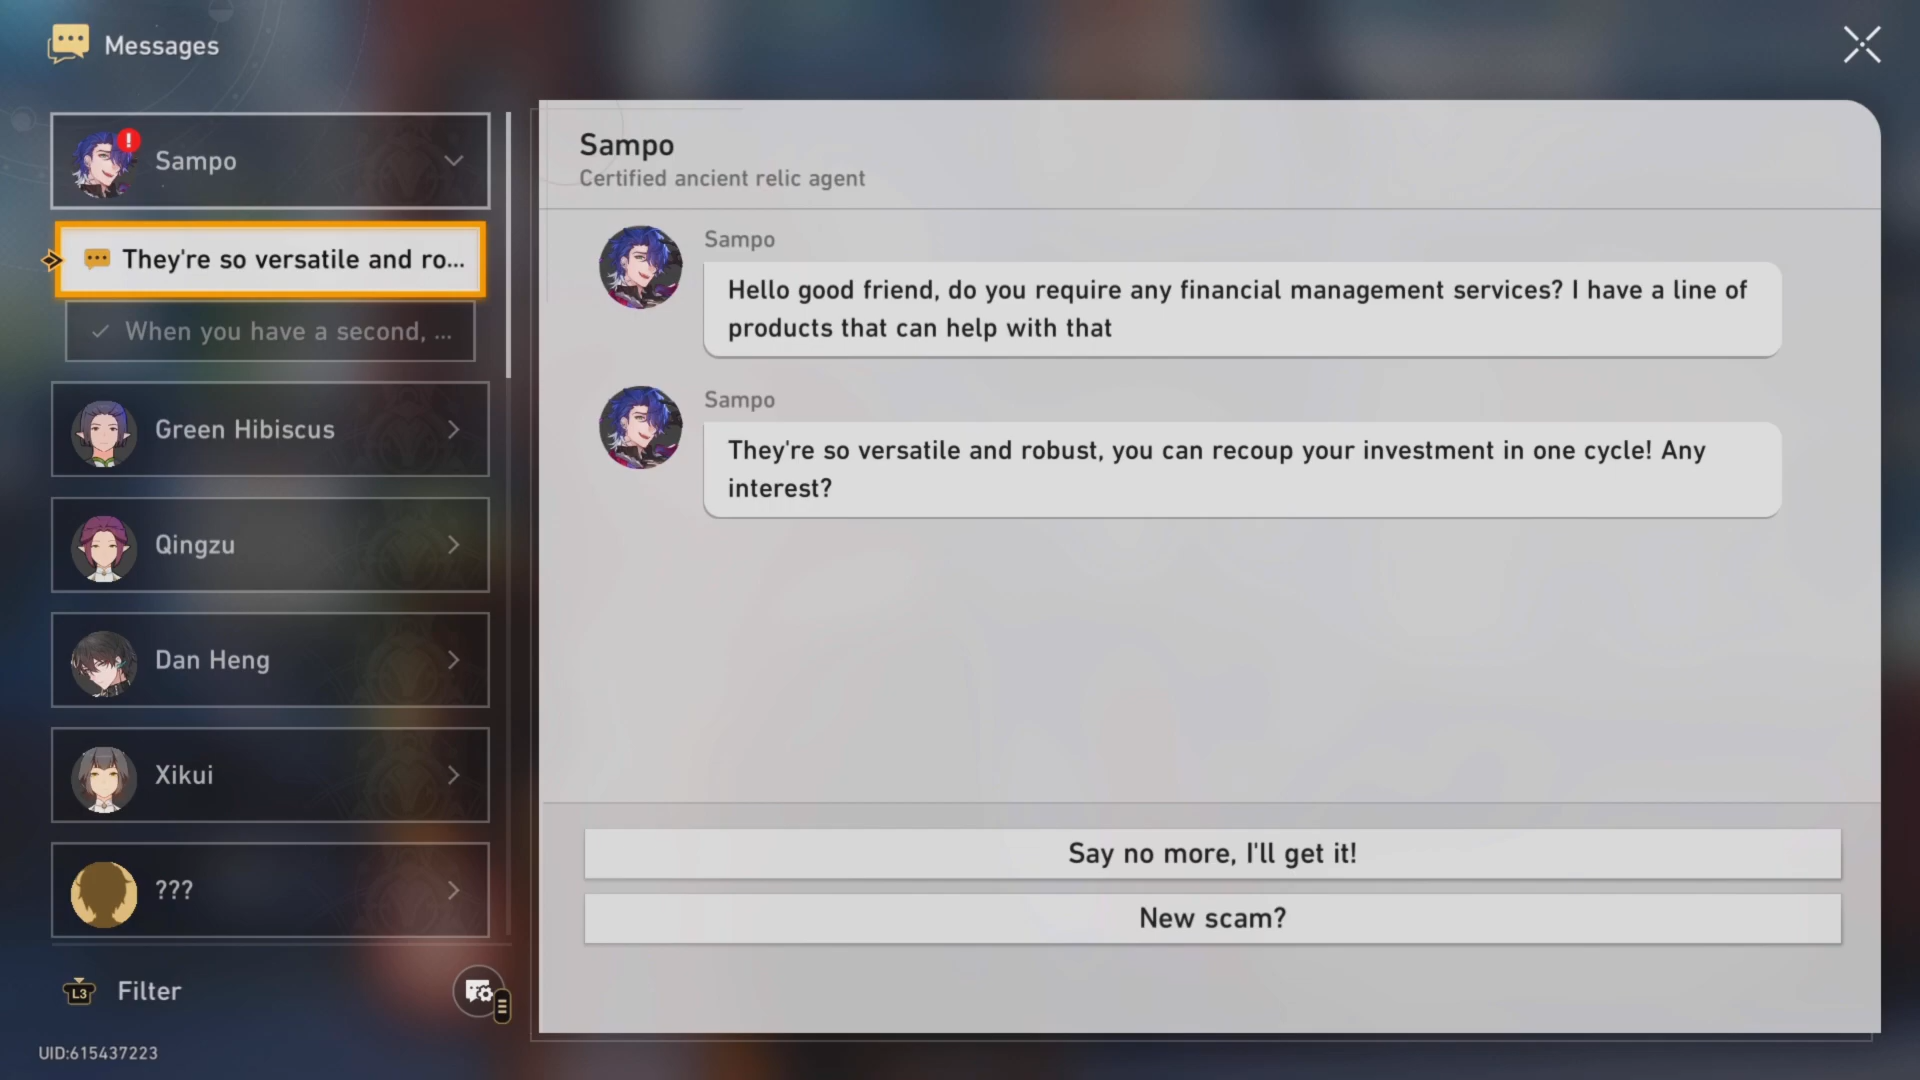 Messages
Sampo
They're so versatile and ro...
When you have a second, ...
Green Hibiscus
Qingzu
Dan Heng
Xikui
???
L3 Filter
UID:615437223
Sampo
Certified ancient relic agent
Sampo
Hello good friend, do you require any financial management services? I have a line of
products that can help with that
Sampo
They're so versatile and robust, you can recoup your investment in one cycle! Any
interest?
Say no more, I'll get it!
New scam?